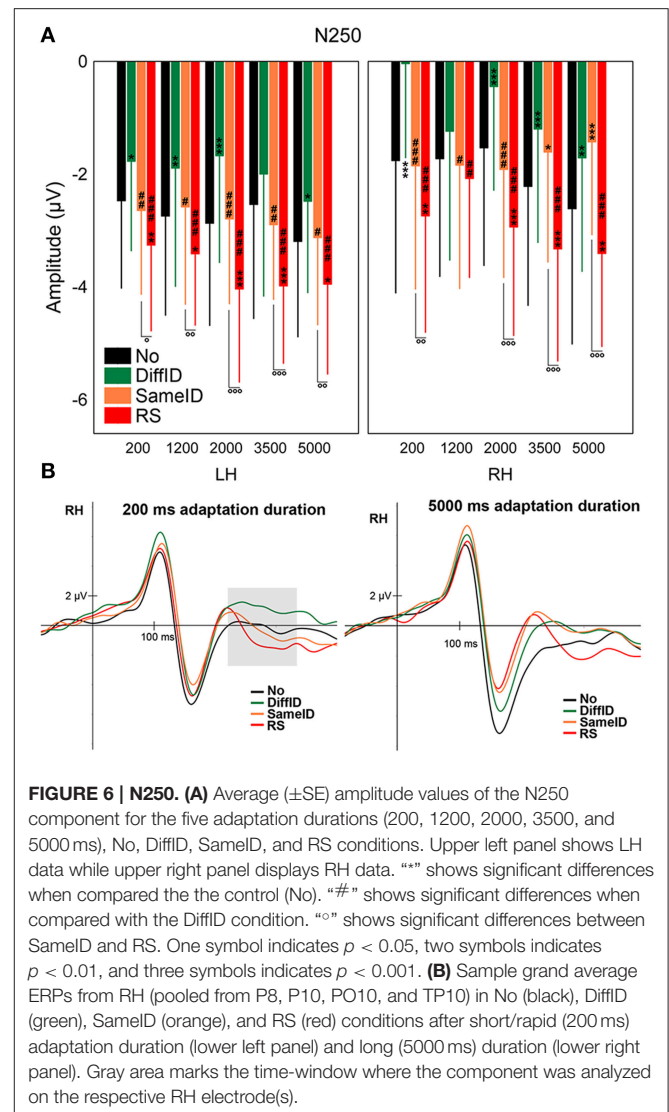 A
N250
0
-2
-4
-6
Amplitude (µV)
No
DiffID
SameID
RS
200 1200 2000 3500 5000
LH
200 1200 2000 3500 5000
RH
B
RH
200 ms adaptation duration
2 µV
100 ms
No
DiffID
SameID
RS
RH
5000 ms adaptation duration
2 µV
100 ms
No
DiffID
SameID
RS
FIGURE 6 | N250. (A) Average (±SE) amplitude values of the N250
component for the five adaptation durations (200, 1200, 2000, 3500, and
5000 ms), No, DiffID, SameID, and RS conditions. Upper left panel shows LH
data while upper right panel displays RH data. “*” shows significant differences
when compared the the control (No). “#” shows significant differences when
compared with the DiffID condition. “○” shows significant differences between
SameID and RS. One symbol indicates p < 0.05, two symbols indicates
p < 0.01, and three symbols indicates p < 0.001. (B) Sample grand average
ERPs from RH (pooled from P8, P10, PO10, and TP10) in No (black), DiffID
(green), SameID (orange), and RS (red) conditions after short/rapid (200 ms)
adaptation duration (lower left panel) and long (5000 ms) duration (lower right
panel). Gray area marks the time-window where the component was analyzed
on the respective RH electrode(s).